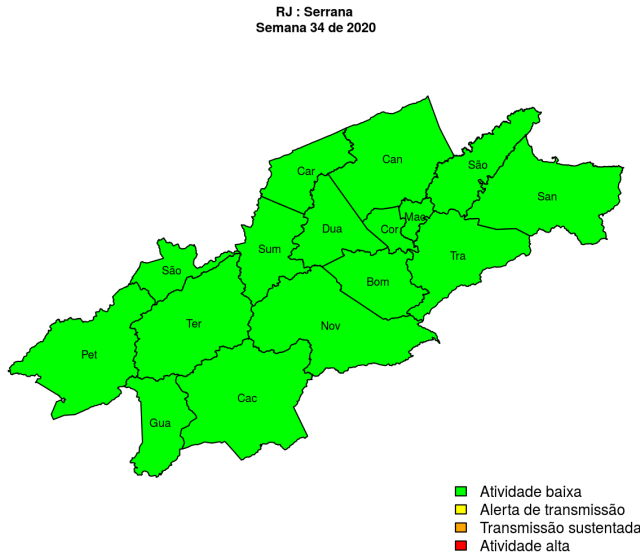 RJ : Serrana
Semana 34 de 2020
Can
São
Car
San
Mac
Dua
Cor
Sum
Tra
São
Bom
Ter
Nov
Pet
Cac
Gua
Atividade baixa
Alerta de transmissão
Transmissão sustentada
Atividade alta